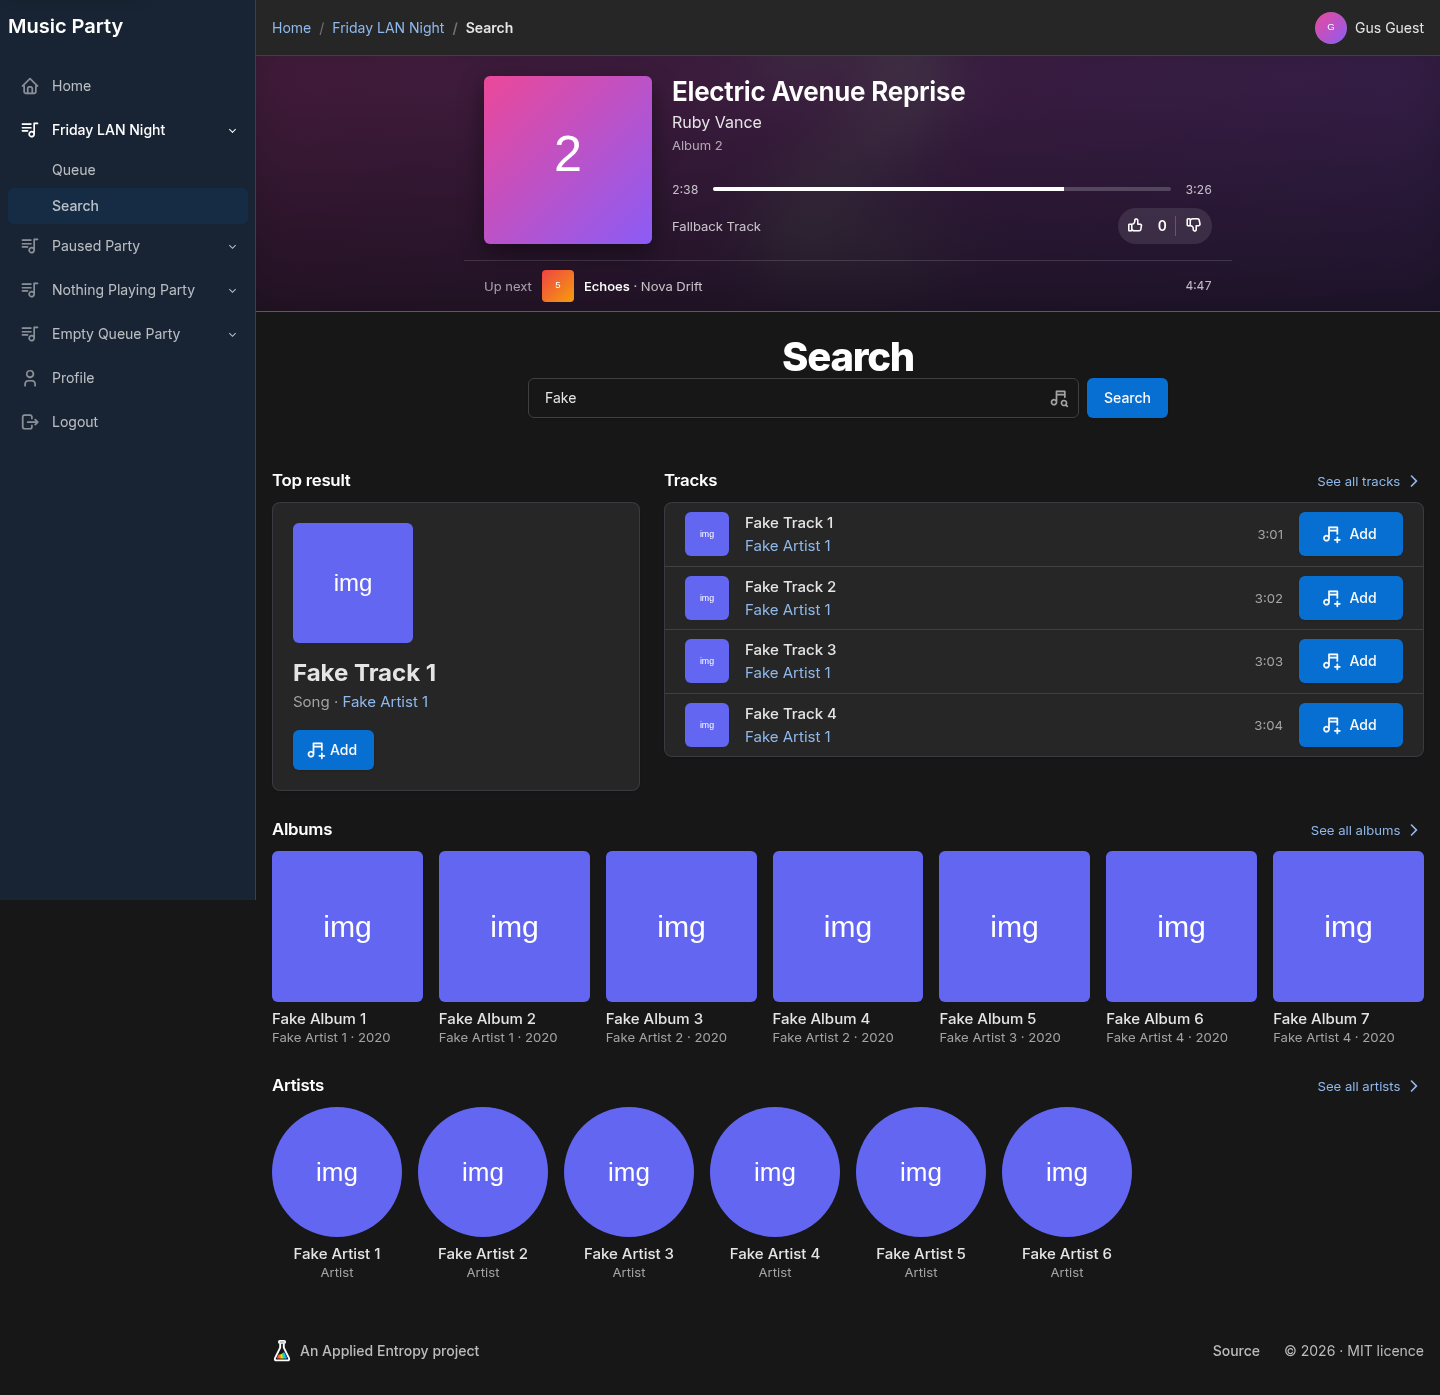 Music Party
Home
Friday LAN Night
Queue
Search
Paused Party
Nothing Playing Party
Empty Queue Party
Profile
Logout
Home / Friday LAN Night / Search
G Gus Guest
2
Electric Avenue Reprise
Ruby Vance
Album 2
2:38 3:26
Fallback Track 0
Up next 5 Echoes · Nova Drift 4:47
Search
Fake Search
Top result
img
Fake Track 1
Song · Fake Artist 1
Add
Tracks See all tracks
img Fake Track 1 3:01 Add
Fake Artist 1
img Fake Track 2 3:02 Add
Fake Artist 1
img Fake Track 3 3:03 Add
Fake Artist 1
img Fake Track 4 3:04 Add
Fake Artist 1
Albums See all albums
img img img img img img img
Fake Album 1 Fake Album 2 Fake Album 3 Fake Album 4 Fake Album 5 Fake Album 6 Fake Album 7
Fake Artist 1 · 2020 Fake Artist 1 · 2020 Fake Artist 2 · 2020 Fake Artist 2 · 2020 Fake Artist 3 · 2020 Fake Artist 4 · 2020 Fake Artist 4 · 2020
Artists See all artists
img img img img img img
Fake Artist 1 Fake Artist 2 Fake Artist 3 Fake Artist 4 Fake Artist 5 Fake Artist 6
Artist Artist Artist Artist Artist Artist
An Applied Entropy project Source © 2026 · MIT licence